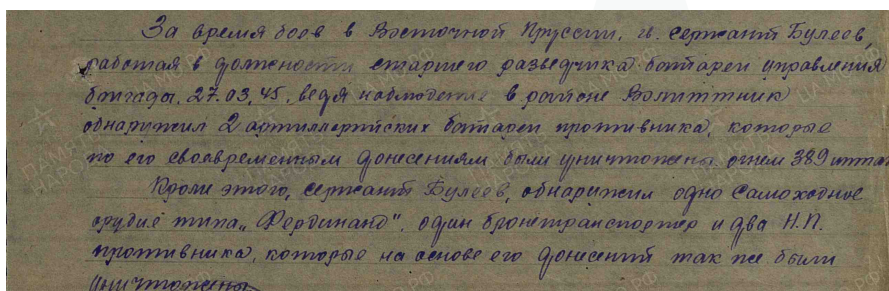 За время боев в Восточной Пруссии, гв. сержант Булеев,
работая в должности старшего разведчика батареи управления
бригады, 27.03.45. ведя наблюдение в районе
обнаружил 2 артиллерийских батареи противника, которые
по его своевременным донесениям были уничтожены огнем 389
Кроме этого, сержант Булеев, обнаружил одно самоходное
орудие типа „Фердинанд", один бронетранспортер и два Н.П.
противника, которые на основе его донесений так же были
уничтожены